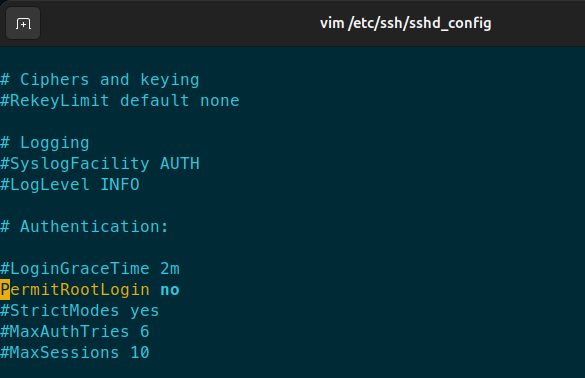 vim /etc/ssh/sshd_config
# Ciphers and keying
#RekeyLimit default none
# Logging
#SyslogFacility AUTH
#LogLevel INFO
# Authentication:
#LoginGraceTime 2m
PermitRootLogin no
#StrictModes yes
#MaxAuthTries 6
#MaxSessions 10